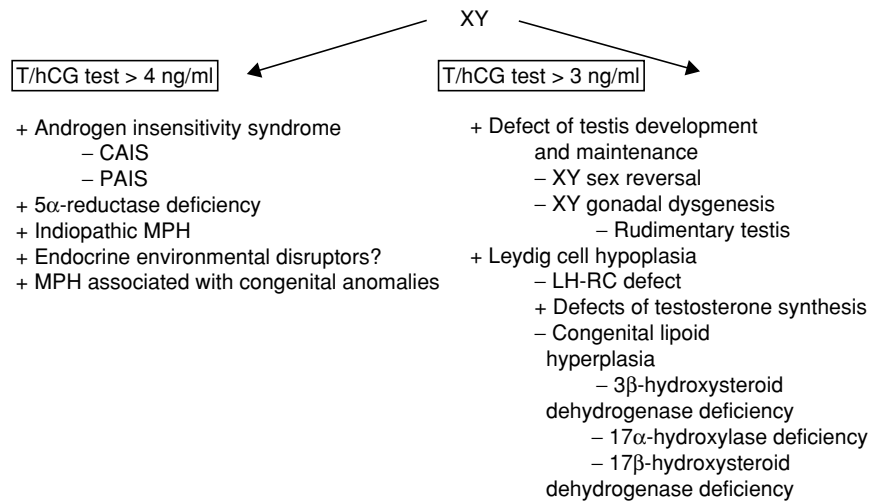 XY
T/hCG test > 4 ng/ml
+ Androgen insensitivity syndrome
– CAIS
– PAIS
+ 5α-reductase deficiency
+ Indiopathic MPH
+ Endocrine environmental disruptors?
+ MPH associated with congenital anomalies
T/hCG test > 3 ng/ml
+ Defect of testis development
and maintenance
– XY sex reversal
– XY gonadal dysgenesis
– Rudimentary testis
+ Leydig cell hypoplasia
– LH-RC defect
+ Defects of testosterone synthesis
– Congenital lipoid
hyperplasia
– 3β-hydroxysteroid
dehydrogenase deficiency
– 17α-hydroxylase deficiency
– 17β-hydroxysteroid
dehydrogenase deficiency